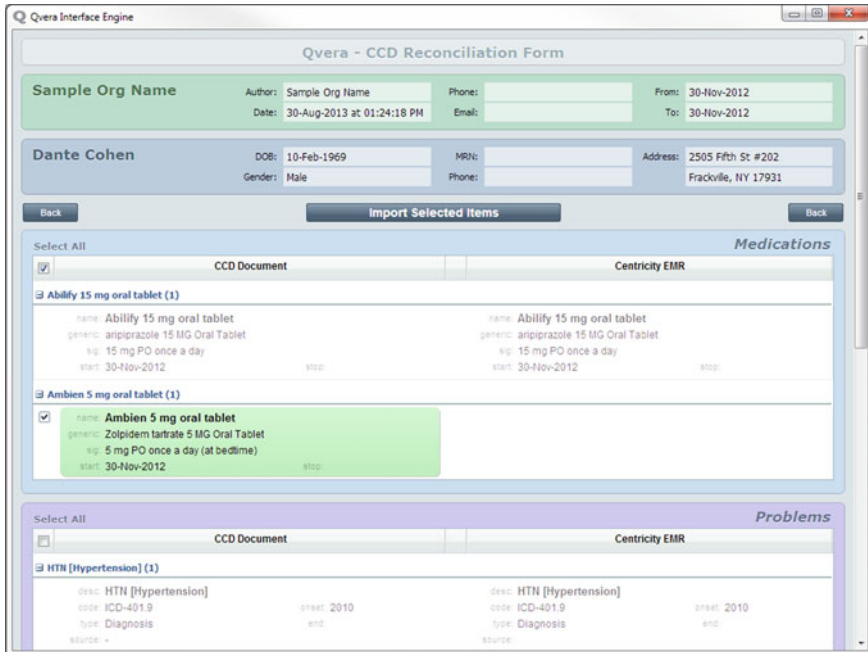 Qvera Interface Engine
Qvera - CCD Reconciliation Form
Sample Org Name Author: Sample Org Name Phone: From: 30-Nov-2012
Date: 30-Aug-2013 at 01:24:18 PM Email: To: 30-Nov-2012
Dante Cohen DOB: 10-Feb-1969 MRN: Address: 2505 Fifth St #202
Gender: Male Phone: Frackville, NY 17931
Back Import Selected Items Back
Select All Medications
CCD Document Centricity EMR
Abilify 15 mg oral tablet (1)
name: Abilify 15 mg oral tablet name: Abilify 15 mg oral tablet
generic: aripiprazole 15 MG Oral Tablet generic: aripiprazole 15 MG Oral Tablet
sig: 15 mg PO once a day sig: 15 mg PO once a day
start: 30-Nov-2012 stop: start: 30-Nov-2012 stop:
Ambien 5 mg oral tablet (1)
name: Ambien 5 mg oral tablet
generic: Zolpidem tartrate 5 MG Oral Tablet
sig: 5 mg PO once a day (at bedtime)
start: 30-Nov-2012 stop:
Select All Problems
CCD Document Centricity EMR
HTN [Hypertension] (1)
desc: HTN [Hypertension] desc: HTN [Hypertension]
code: ICD-401.9 onset: 2010 code: ICD-401.9 onset: 2010
type: Diagnosis end: type: Diagnosis end:
source: - source: